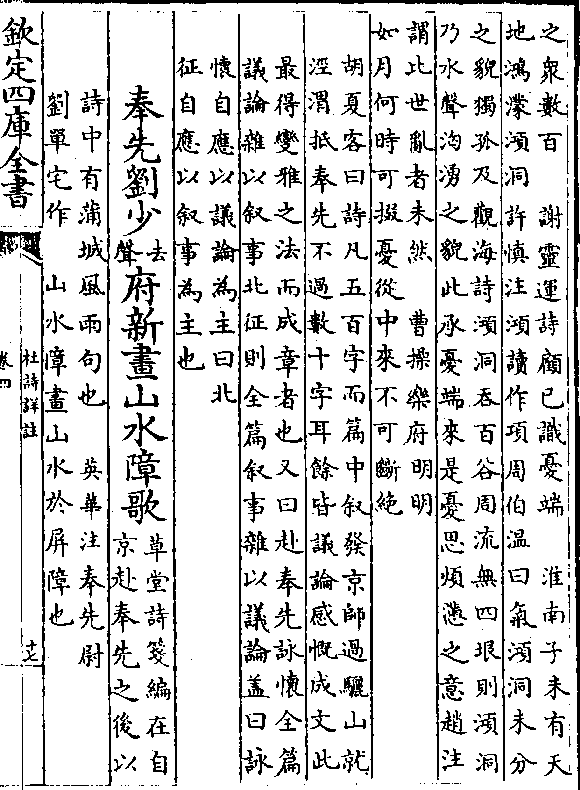 之衆數百　謝靈運詩顧已識憂端　淮南子未有天
地鴻濛澒洞　許慎注澒讀作項周伯温曰氣澒洞未分
之貌獨孤及觀海詩澒洞吞百谷周流無四垠則澒洞
乃水聲洶湧之貌此承憂端來是憂思煩懣之意趙注
謂此世亂者未然　曹操樂府明明
如月何時可掇憂從中來不可斷絶
胡夏客曰詩凡五百字而篇中叙發京師過驪山就
涇渭抵奉先不過數十字耳餘皆議論感慨成文此
最得變雅之法而成章者也又曰赴奉先詠懷全篇
議論雜以叙事北征則全篇叙事雜以議論盖曰詠
懷自應以議論為主曰北
征自應以叙事為主也
奉先劉少去聲府新畫山水障歌草堂詩箋編在自
京赴奉先之後以
詩中有蒲城風雨句也　英華注奉先尉
劉單宅作　山水障畫山水於屏障也
欽定四庫全書
杜詩詳註
卷四